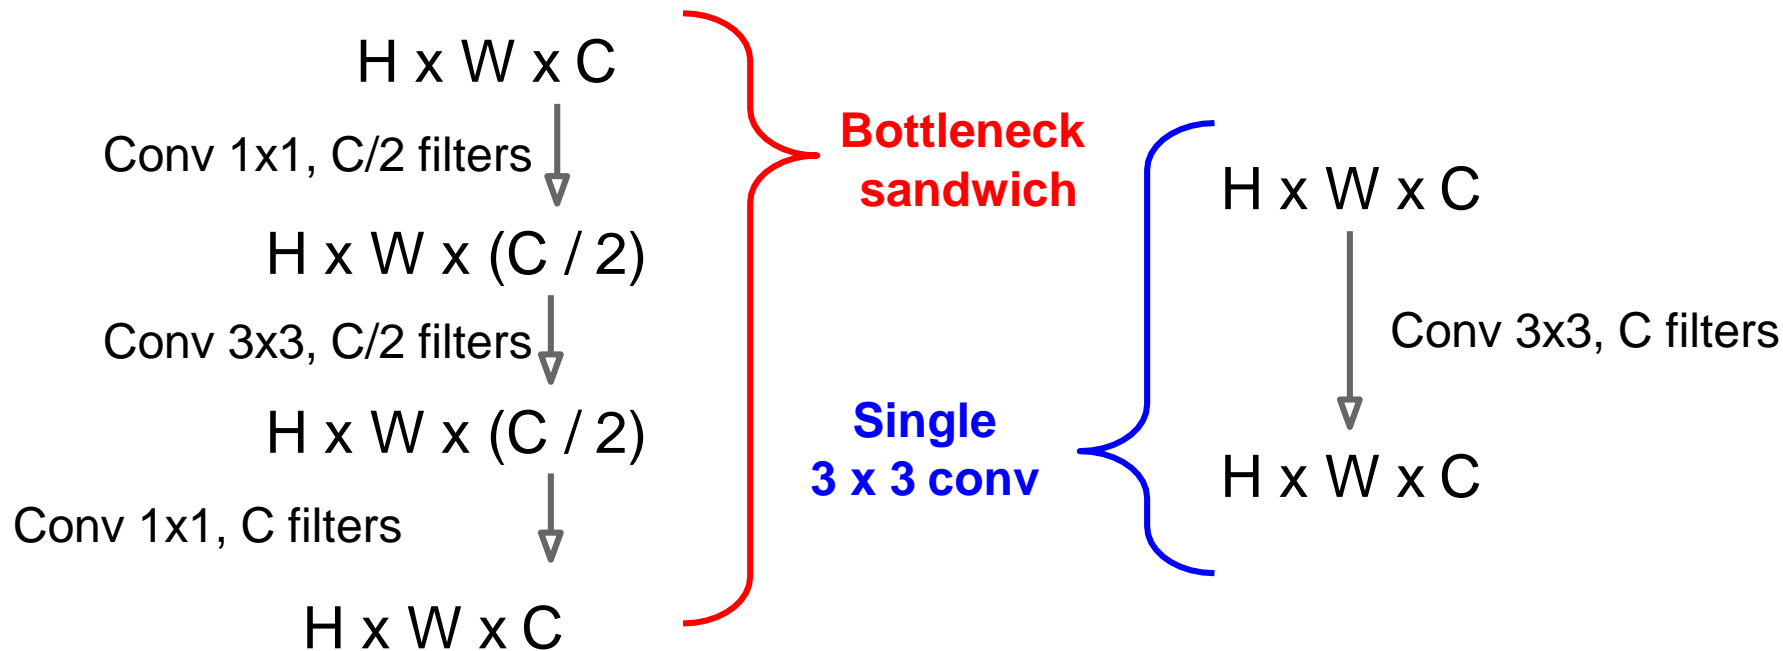 H x W x C
Conv 1x1, C/2 filters
H x W x (C / 2)
Conv 3x3, C/2 filters
H x W x (C / 2)
Conv 1x1, C filters
H x W x C
Bottleneck
sandwich
Single
3 x 3 conv
H x W x C
Conv 3x3, C filters
H x W x C